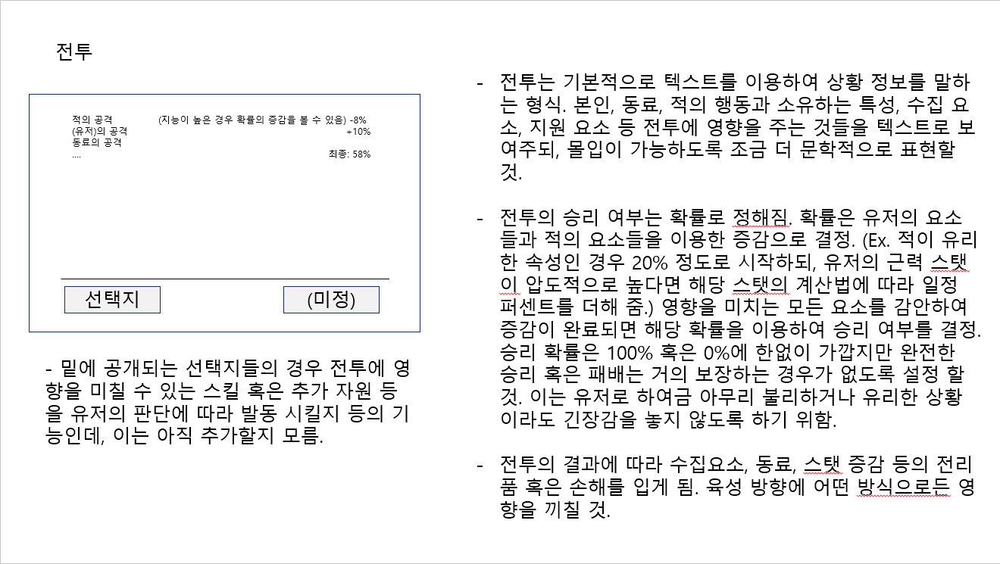 전투
적의 공격 (지능이 높은 경우 확률의 증감을 볼 수 있음) -8%
(유저)의 공격 +10%
동료의 공격
.... 최종: 58%
선택지 (미정)
- 밑에 공개되는 선택지들의 경우 전투에 영
향을 미칠 수 있는 스킬 혹은 추가 자원 등
을 유저의 판단에 따라 발동 시킬지 등의 기
능인데, 이는 아직 추가할지 모름.
- 전투는 기본적으로 텍스트를 이용하여 상황 정보를 말하
는 형식. 본인, 동료, 적의 행동과 소유하는 특성, 수집 요
소, 지원 요소 등 전투에 영향을 주는 것들을 텍스트로 보
여주되, 몰입이 가능하도록 조금 더 문학적으로 표현할
것.
- 전투의 승리 여부는 확률로 정해짐. 확률은 유저의 요소
들과 적의 요소들을 이용한 증감으로 결정. (Ex. 적이 유리
한 속성인 경우 20% 정도로 시작하되, 유저의 근력 스탯
이 압도적으로 높다면 해당 스탯의 계산법에 따라 일정
퍼센트를 더해 줌.) 영향을 미치는 모든 요소를 감안하여
증감이 완료되면 해당 확률을 이용하여 승리 여부를 결정.
승리 확률은 100% 혹은 0%에 한없이 가깝지만 완전한
승리 혹은 패배는 거의 보장하는 경우가 없도록 설정 할
것. 이는 유저로 하여금 아무리 불리하거나 유리한 상황
이라도 긴장감을 놓지 않도록 하기 위함.
- 전투의 결과에 따라 수집요소, 동료, 스탯 증감 등의 전리
품 혹은 손해를 입게 됨. 육성 방향에 어떤 방식으로든 영
향을 끼칠 것.